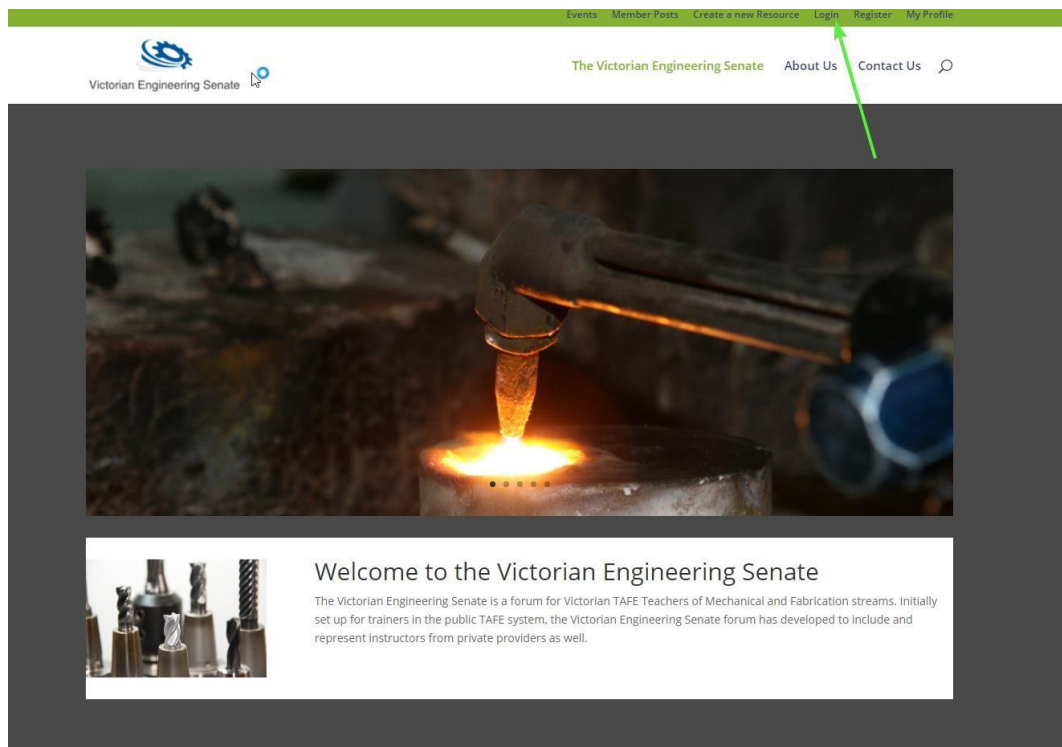 Events Member Posts Create a new Resource Login Register My Profile
Victorian Engineering Senate
The Victorian Engineering Senate About Us Contact Us
Welcome to the Victorian Engineering Senate
The Victorian Engineering Senate is a forum for Victorian TAFE Teachers of Mechanical and Fabrication streams. Initially
set up for trainers in the public TAFE system, the Victorian Engineering Senate forum has developed to include and
represent instructors from private providers as well.